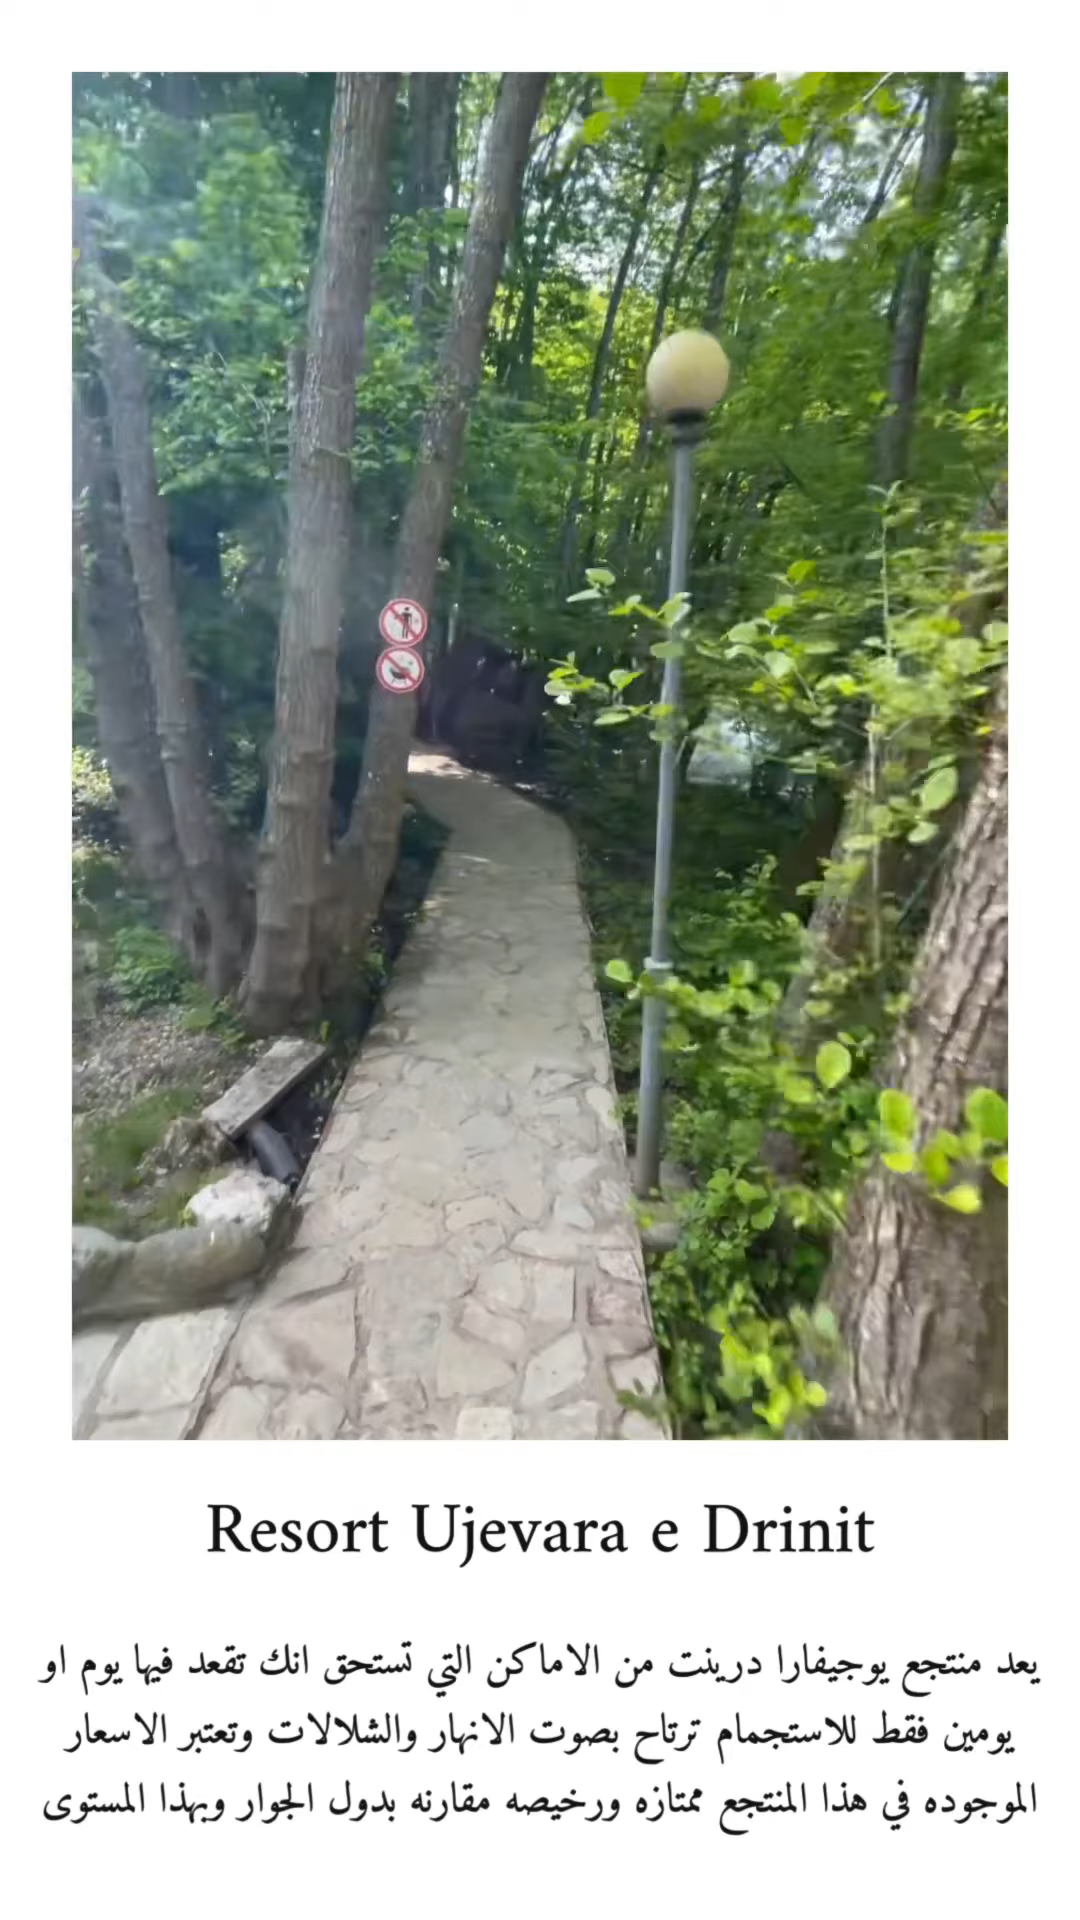 Resort Ujevara e Drinit
يعد منتجع يوجيفارا درينت من الاماكن التي تستحق انك تقعد فيها يوم او
يومين فقط للاستجمام ترتاح بصوت الانهار والشلالات وتعتبر الاسعار
الموجوده في هذا المنتجع ممتازه ورخيصه مقارنه بدول الجوار وبهذا المستوى